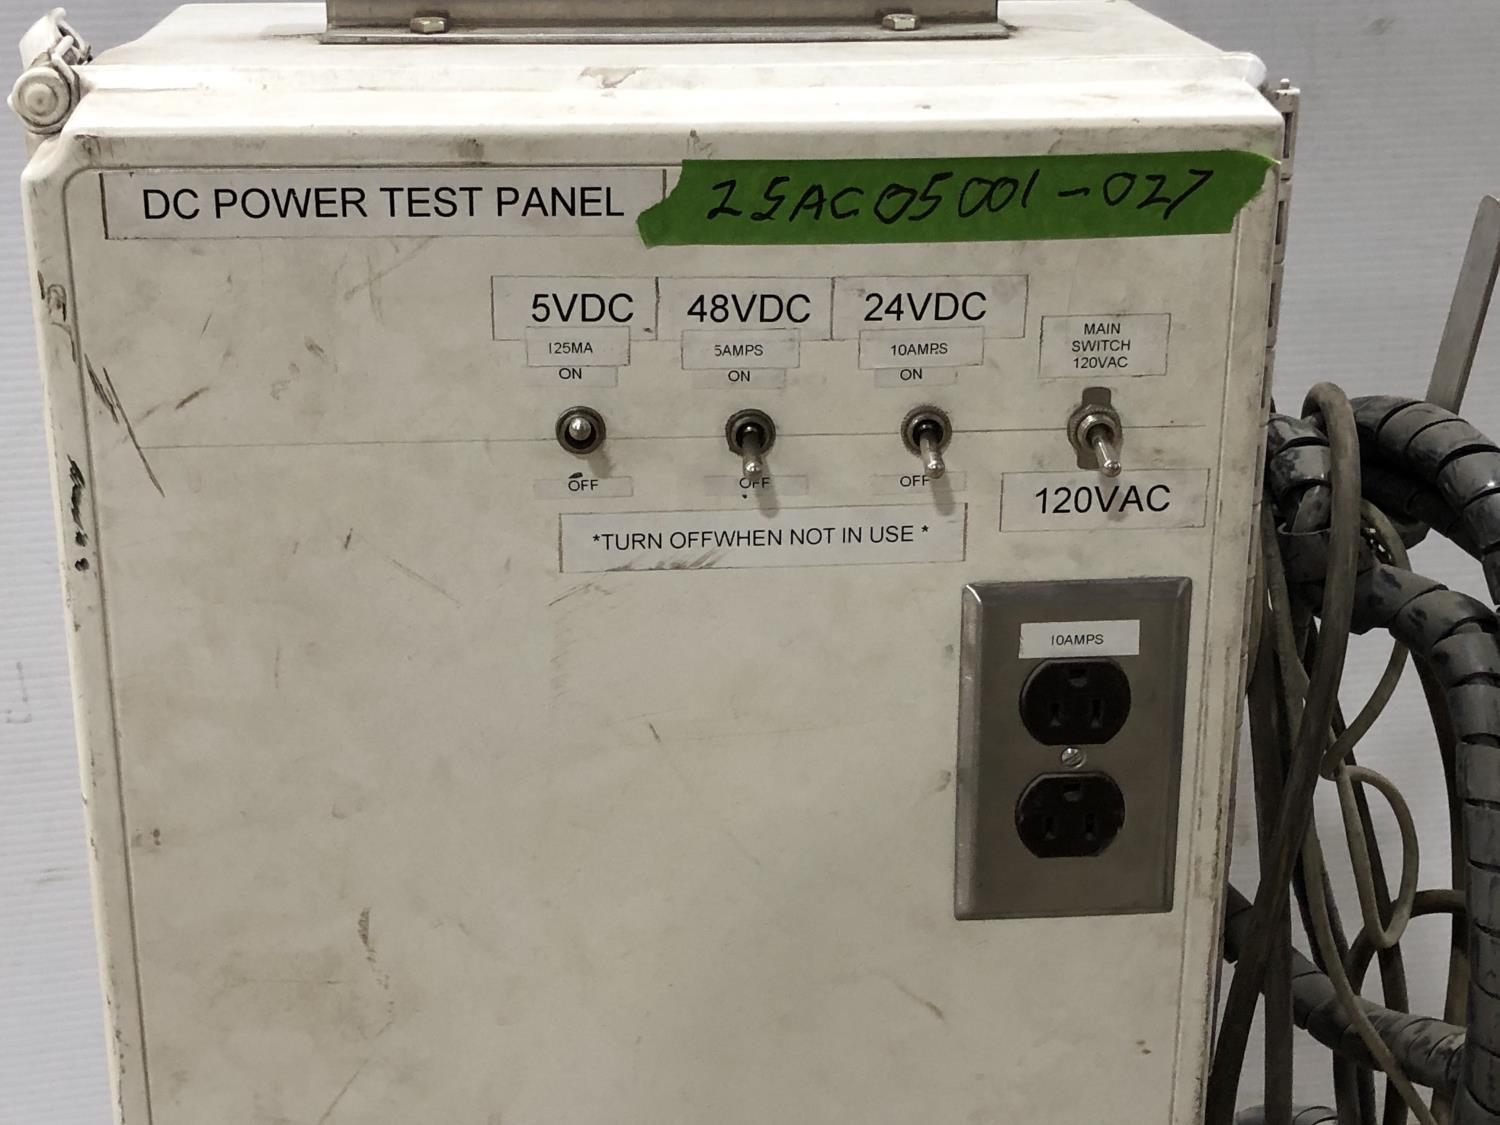 DC POWER TEST PANEL
25AC05001-027
5VDC
48VDC
24VDC
125MA
5AMPS
10AMPS
MAIN
SWITCH
120VAC
ON
ON
ON
OFF
OFF
OFF
120VAC
*TURN OFFWHEN NOT IN USE *
10AMPS